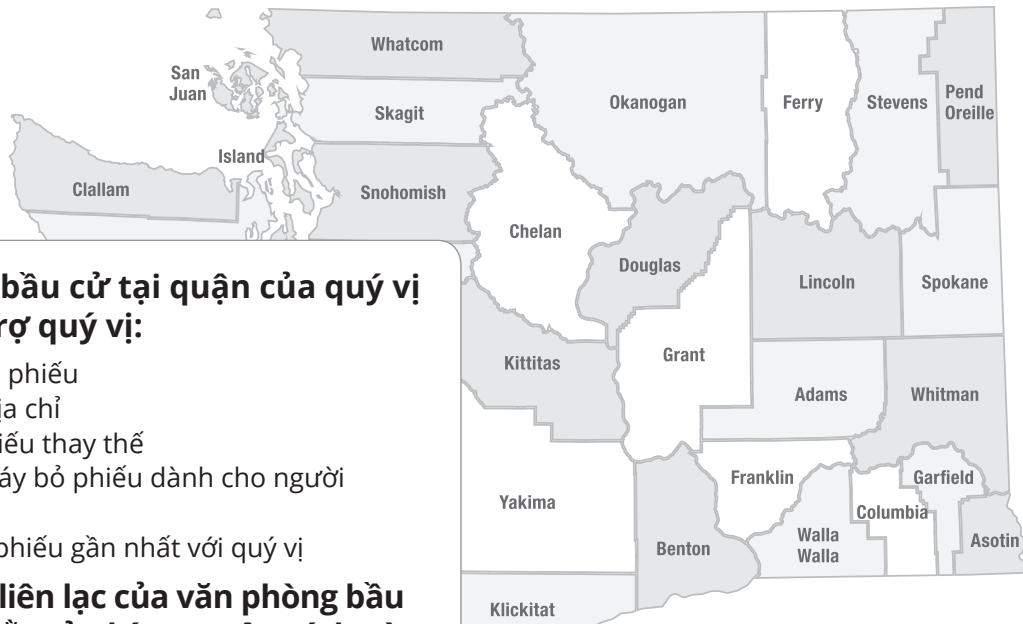 Whatcom
San
Juan
Skagit
Island
Clallam
Snohomish
Okanogan
Ferry
Stevens
Pend
Oreille
Chelan
Douglas
Lincoln
Spokane
Kittitas
Grant
Adams
Whitman
Yakima
Franklin
Garfield
Columbia
Walla
Walla
Benton
Asotin
Klickitat
bầu cử tại quận của quý vị
rợ quý vị:
phiếu
ịa chỉ
iếu thay thế
áy bỏ phiếu dành cho người
phiếu gần nhất với quý vị
liên lạc của văn phòng bầu